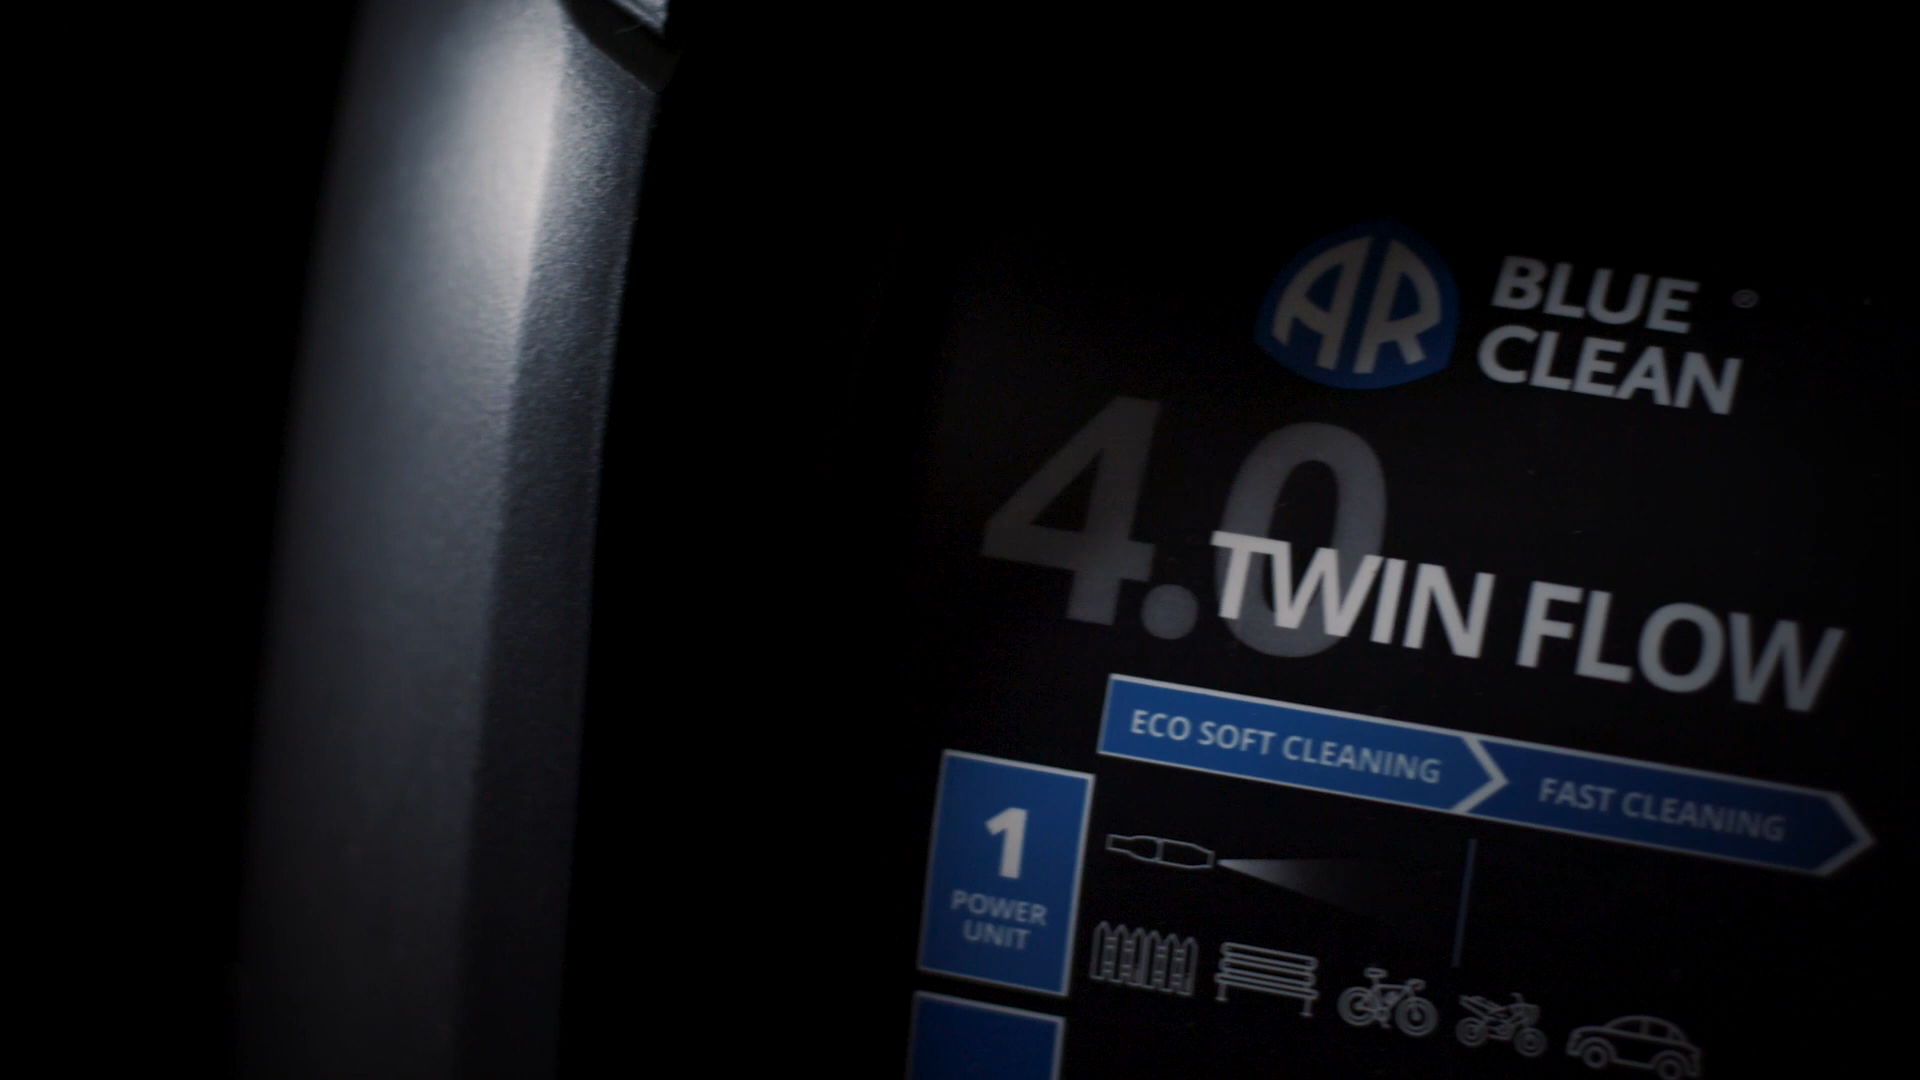 AR
BLUE ®
CLEAN
4.0
TWIN FLOW
ECO SOFT CLEANING
FAST CLEANING
1
POWER
UNIT